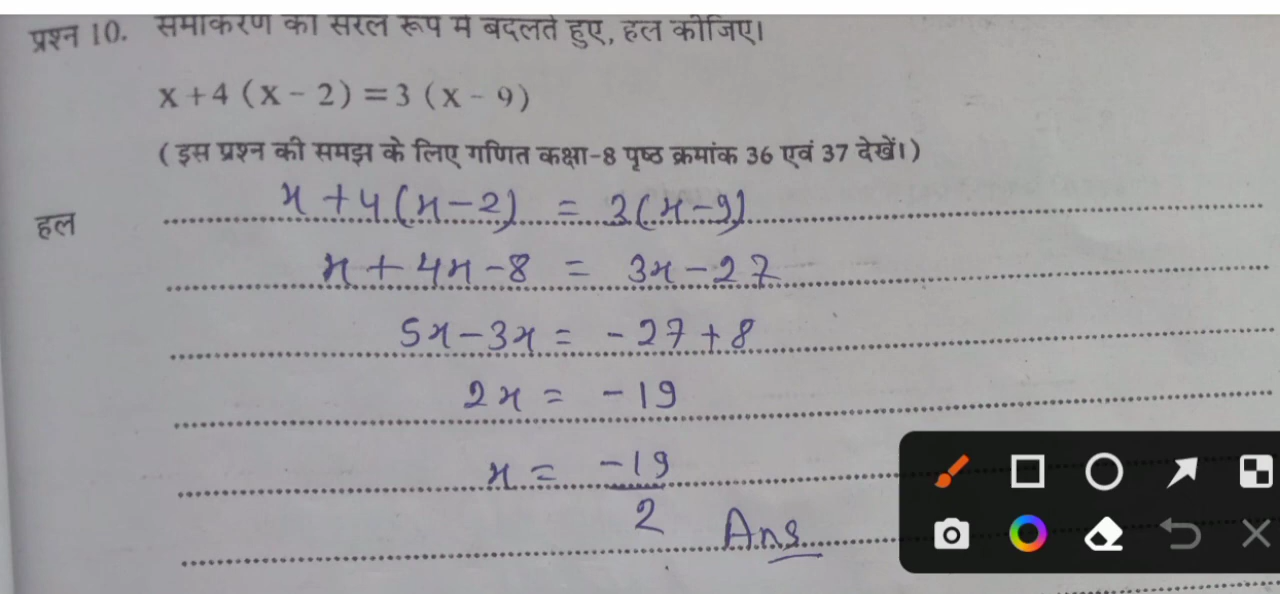 प्रश्न 10. समीकरण को सरल रूप में बदलते हुए, हल कीजिए।
x + 4 (x - 2) = 3 (x - 9)
(इस प्रश्न की समझ के लिए गणित कक्षा-8 पृष्ठ क्रमांक 36 एवं 37 देखें।)
हल x + 4(x - 2) = 3(x - 9)
x + 4x - 8 = 3x - 27
5x - 3x = - 27 + 8
2x = - 19
x = -19/2 Ans